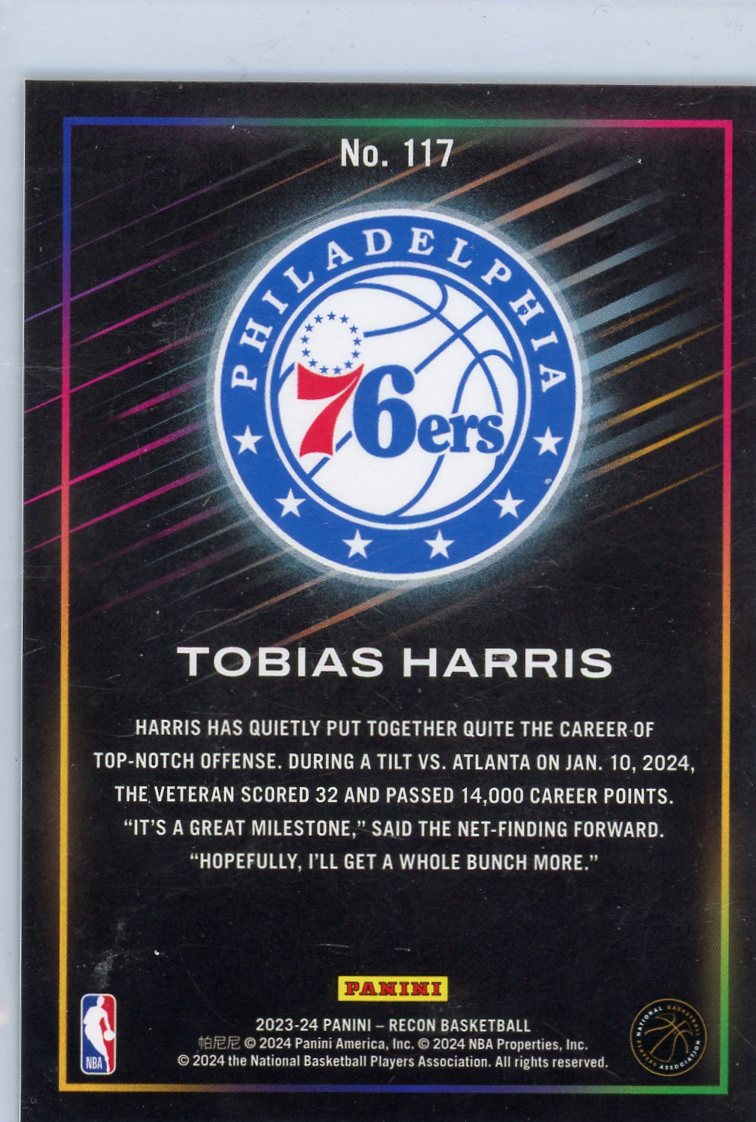 No. 117
PHILADELPHIA
76ers
TOBIAS HARRIS
HARRIS HAS QUIETLY PUT TOGETHER QUITE THE CAREER OF
TOP-NOTCH OFFENSE. DURING A TILT VS. ATLANTA ON JAN. 10, 2024,
THE VETERAN SCORED 32 AND PASSED 14,000 CAREER POINTS.
“IT'S A GREAT MILESTONE,” SAID THE NET-FINDING FORWARD.
“HOPEFULLY, I'LL GET A WHOLE BUNCH MORE.”
PANINI
2023-24 PANINI – RECON BASKETBALL
帕尼尼 © 2024 Panini America, Inc. © 2024 NBA Properties, Inc.
© 2024 the National Basketball Players Association. All rights reserved.
NBA
NATIONAL BASKETBALL PLAYERS ASSOCIATION